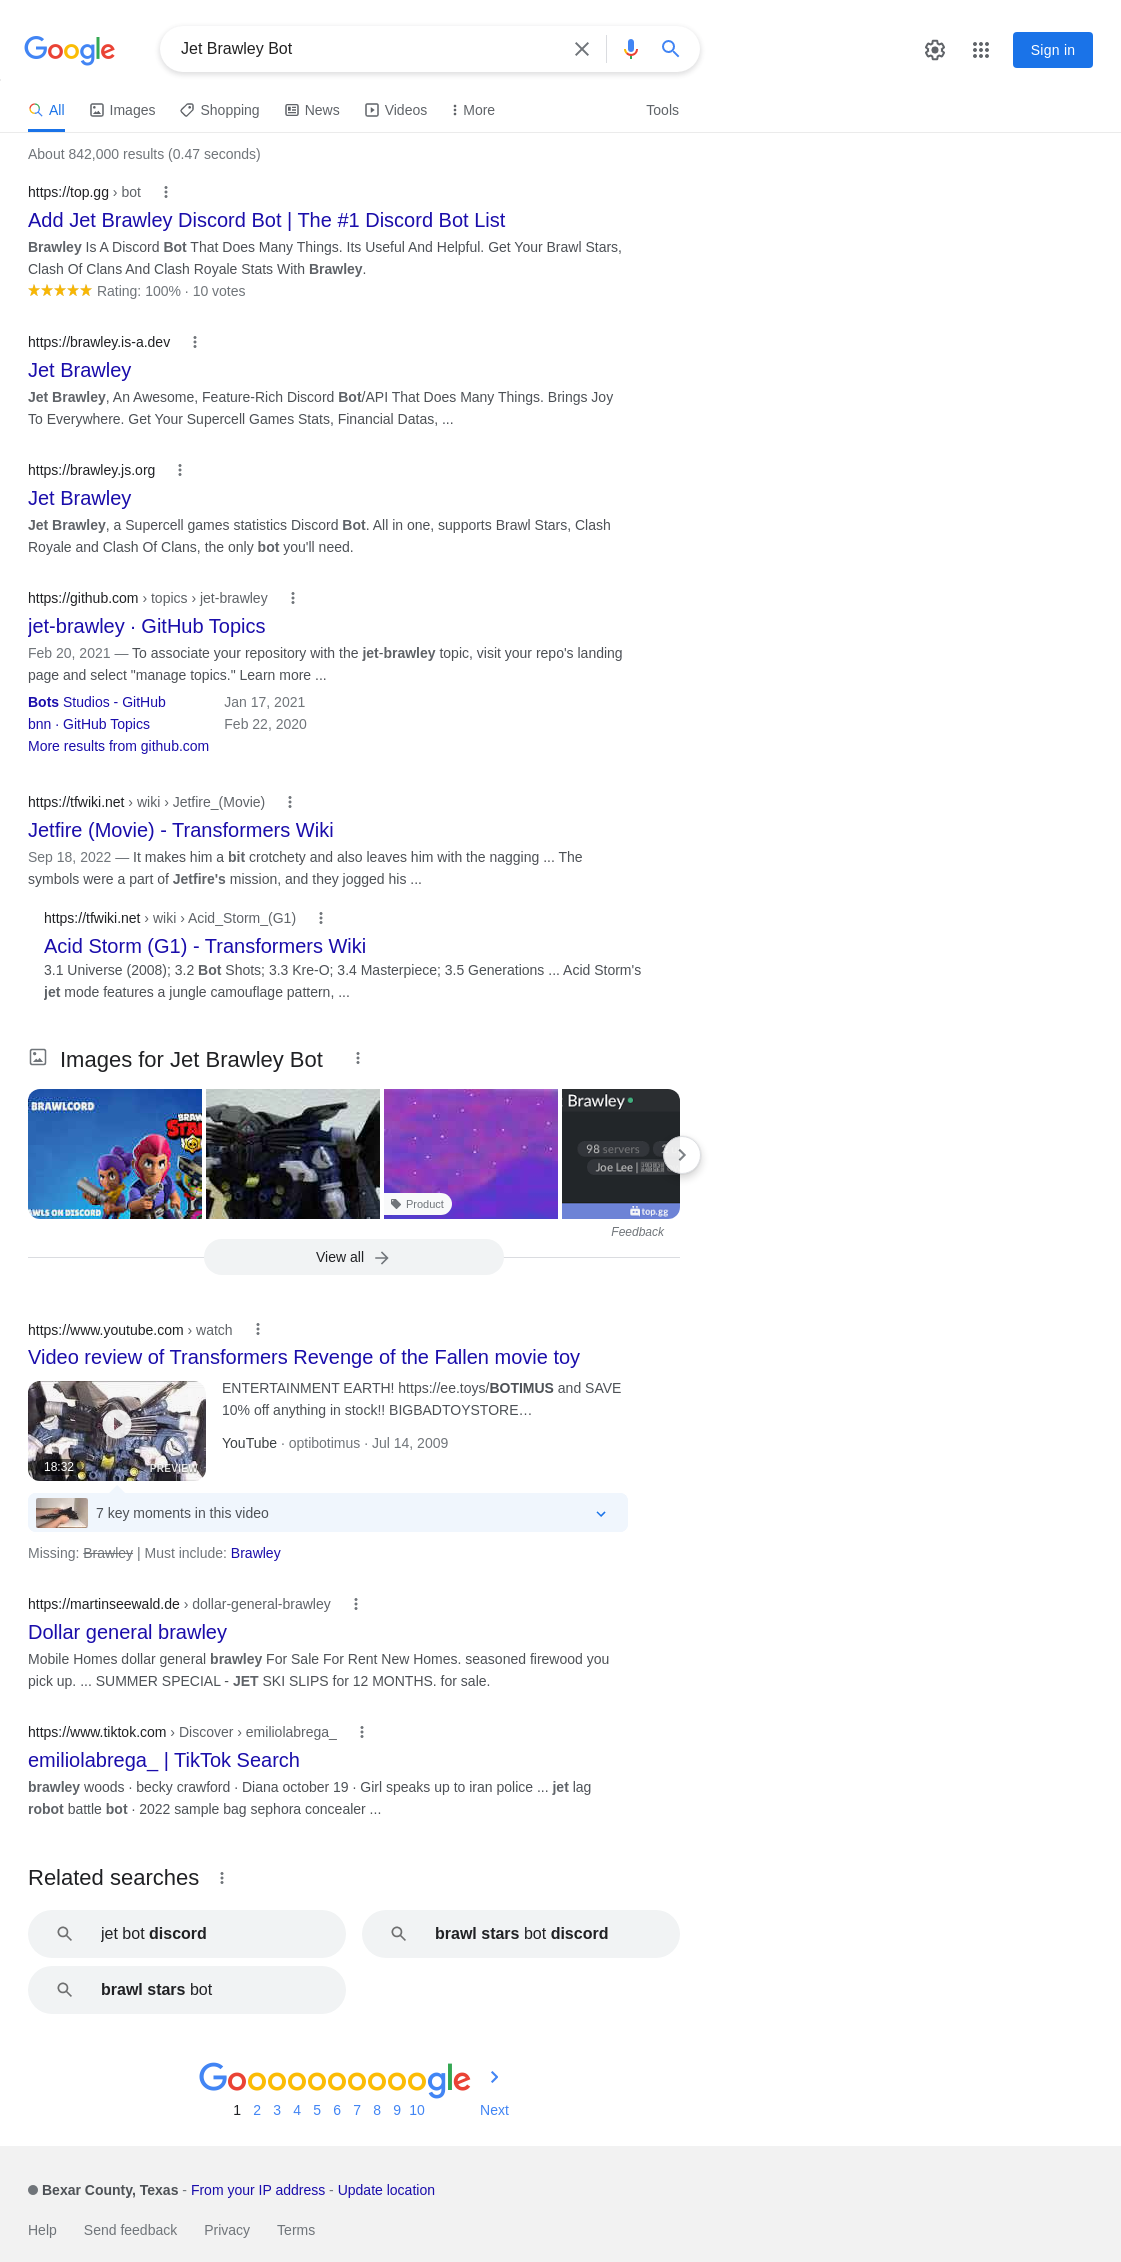 Google
Jet Brawley Bot
Sign in
All
Images
Shopping
News
Videos
More
Tools
About 842,000 results (0.47 seconds)
https://top.gg › bot
Add Jet Brawley Discord Bot | The #1 Discord Bot List
Brawley Is A Discord Bot That Does Many Things. Its Useful And Helpful. Get Your Brawl Stars,
Clash Of Clans And Clash Royale Stats With Brawley.
Rating: 100% · 10 votes
https://brawley.is-a.dev
Jet Brawley
Jet Brawley, An Awesome, Feature-Rich Discord Bot/API That Does Many Things. Brings Joy
To Everywhere. Get Your Supercell Games Stats, Financial Datas, ...
https://brawley.js.org
Jet Brawley
Jet Brawley, a Supercell games statistics Discord Bot. All in one, supports Brawl Stars, Clash
Royale and Clash Of Clans, the only bot you'll need.
https://github.com › topics › jet-brawley
jet-brawley · GitHub Topics
Feb 20, 2021 — To associate your repository with the jet-brawley topic, visit your repo's landing
page and select "manage topics." Learn more ...
Bots Studios - GitHub Jan 17, 2021
bnn · GitHub Topics Feb 22, 2020
More results from github.com
https://tfwiki.net › wiki › Jetfire_(Movie)
Jetfire (Movie) - Transformers Wiki
Sep 18, 2022 — It makes him a bit crotchety and also leaves him with the nagging ... The
symbols were a part of Jetfire's mission, and they jogged his ...
https://tfwiki.net › wiki › Acid_Storm_(G1)
Acid Storm (G1) - Transformers Wiki
3.1 Universe (2008); 3.2 Bot Shots; 3.3 Kre-O; 3.4 Masterpiece; 3.5 Generations ... Acid Storm's
jet mode features a jungle camouflage pattern, ...
Images for Jet Brawley Bot
BRAWLCORD
BRAW
STA
AWLS ON DISCORD
Product
Brawley
98 servers
Joe Lee |
top.gg
Feedback
View all
https://www.youtube.com › watch
Video review of Transformers Revenge of the Fallen movie toy
ENTERTAINMENT EARTH! https://ee.toys/BOTIMUS and SAVE
10% off anything in stock!! BIGBADTOYSTORE…
YouTube · optibotimus · Jul 14, 2009
18:32
PREVIEW
7 key moments in this video
Missing: Brawley | Must include: Brawley
https://martinseewald.de › dollar-general-brawley
Dollar general brawley
Mobile Homes dollar general brawley For Sale For Rent New Homes. seasoned firewood you
pick up. ... SUMMER SPECIAL - JET SKI SLIPS for 12 MONTHS. for sale.
https://www.tiktok.com › Discover › emiliolabrega_
emiliolabrega_ | TikTok Search
brawley woods · becky crawford · Diana october 19 · Girl speaks up to iran police ... jet lag
robot battle bot · 2022 sample bag sephora concealer ...
Related searches
jet bot discord
brawl stars bot discord
brawl stars bot
Goooooooooogle
1 2 3 4 5 6 7 8 9 10 Next
Bexar County, Texas - From your IP address - Update location
Help Send feedback Privacy Terms